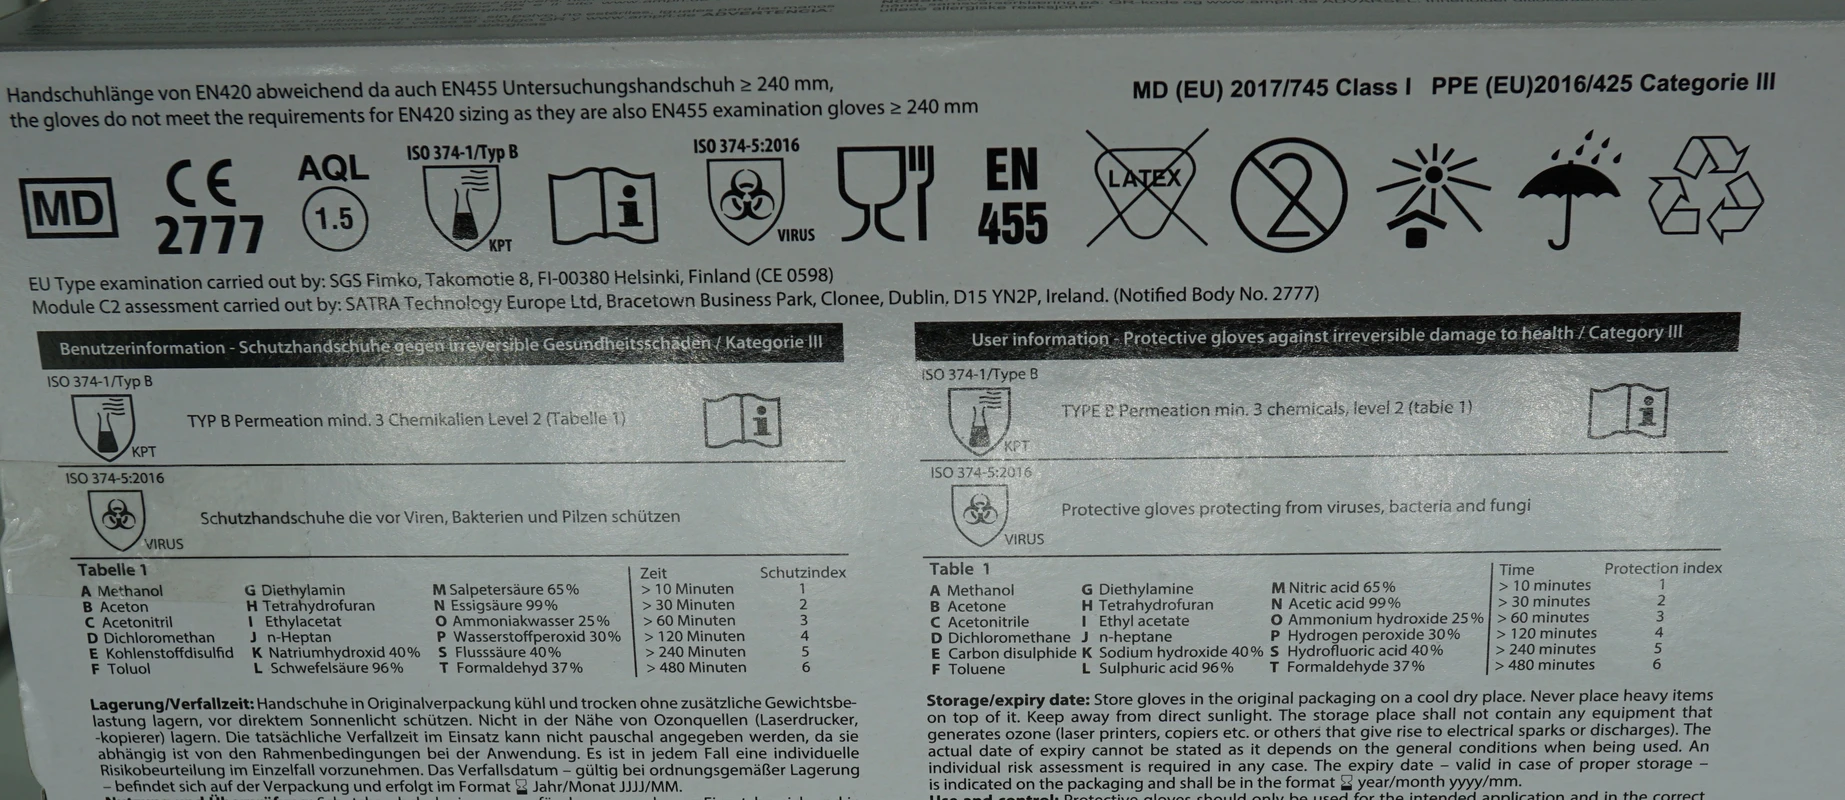 Handschuhlänge von EN420 abweichend da auch EN455 Untersuchungshandschuh ≥ 240 mm,
the gloves do not meet the requirements for EN420 sizing as they are also EN455 examination gloves ≥ 240 mm
MD (EU) 2017/745 Class I PPE (EU)2016/425 Categorie III
MD
CE
2777
AQL
1.5
ISO 374-1/Typ B
KPT
i
ISO 374-5:2016
VIRUS
EN
455
LATEX
2
EU Type examination carried out by: SGS Fimko, Takomotie 8, FI-00380 Helsinki, Finland (CE 0598)
Module C2 assessment carried out by: SATRA Technology Europe Ltd, Bracetown Business Park, Clonee, Dublin, D15 YN2P, Ireland. (Notified Body No. 2777)
Benutzerinformation - Schutzhandschuhe gegen irreversible Gesundheitsschäden / Kategorie III
ISO 374-1/Typ B
KPT
TYP B Permeation mind. 3 Chemikalien Level 2 (Tabelle 1)
i
ISO 374-5:2016
VIRUS
Schutzhandschuhe die vor Viren, Bakterien und Pilzen schützen
Tabelle 1 Zeit Schutzindex
A Methanol G Diethylamin M Salpetersäure 65% > 10 Minuten 1
B Aceton H Tetrahydrofuran N Essigsäure 99% > 30 Minuten 2
C Acetonitril I Ethylacetat O Ammoniakwasser 25% > 60 Minuten 3
D Dichloromethan J n-Heptan P Wasserstoffperoxid 30% > 120 Minuten 4
E Kohlenstoffdisulfid K Natriumhydroxid 40% S Flusssäure 40% > 240 Minuten 5
F Toluol L Schwefelsäure 96% T Formaldehyd 37% > 480 Minuten 6
Lagerung/Verfallzeit: Handschuhe in Originalverpackung kühl und trocken ohne zusätzliche Gewichtsbe-
lastung lagern, vor direktem Sonnenlicht schützen. Nicht in der Nähe von Ozonquellen (Laserdrucker,
-kopierer) lagern. Die tatsächliche Verfallzeit im Einsatz kann nicht pauschal angegeben werden, da sie
abhängig ist von den Rahmenbedingungen bei der Anwendung. Es ist in jedem Fall eine individuelle
Risikobeurteilung im Einzelfall vorzunehmen. Das Verfallsdatum – gültig bei ordnungsgemäßer Lagerung
– befindet sich auf der Verpackung und erfolgt im Format Jahr/Monat JJJJ/MM.
User information - Protective gloves against irreversible damage to health / Category III
ISO 374-1/Type B
KPT
TYPE B Permeation min. 3 chemicals, level 2 (table 1)
i
ISO 374-5:2016
VIRUS
Protective gloves protecting from viruses, bacteria and fungi
Table 1 Time Protection index
A Methanol G Diethylamine M Nitric acid 65% > 10 minutes 1
B Acetone H Tetrahydrofuran N Acetic acid 99% > 30 minutes 2
C Acetonitrile I Ethyl acetate O Ammonium hydroxide 25% > 60 minutes 3
D Dichloromethane J n-heptane P Hydrogen peroxide 30% > 120 minutes 4
E Carbon disulphide K Sodium hydroxide 40% S Hydrofluoric acid 40% > 240 minutes 5
F Toluene L Sulphuric acid 96% T Formaldehyde 37% > 480 minutes 6
Storage/expiry date: Store gloves in the original packaging on a cool dry place. Never place heavy items
on top of it. Keep away from direct sunlight. The storage place shall not contain any equipment that
generates ozone (laser printers, copiers etc. or others that give rise to electrical sparks or discharges). The
actual date of expiry cannot be stated as it depends on the general conditions when being used. An
individual risk assessment is required in any case. The expiry date – valid in case of proper storage –
is indicated on the packaging and shall be in the format year/month yyyy/mm.